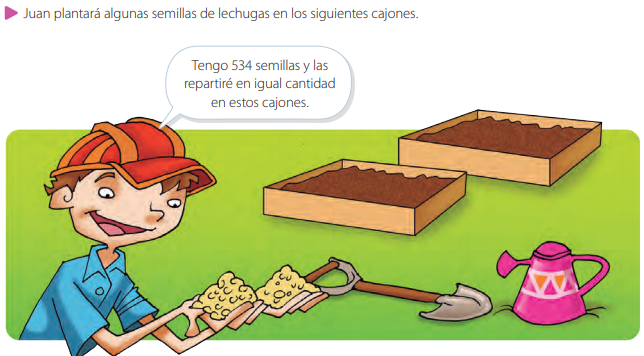 Juan plantará algunas semillas de lechugas en los siguientes cajones.
Tengo 534 semillas y las
repartiré en igual cantidad
en estos cajones.